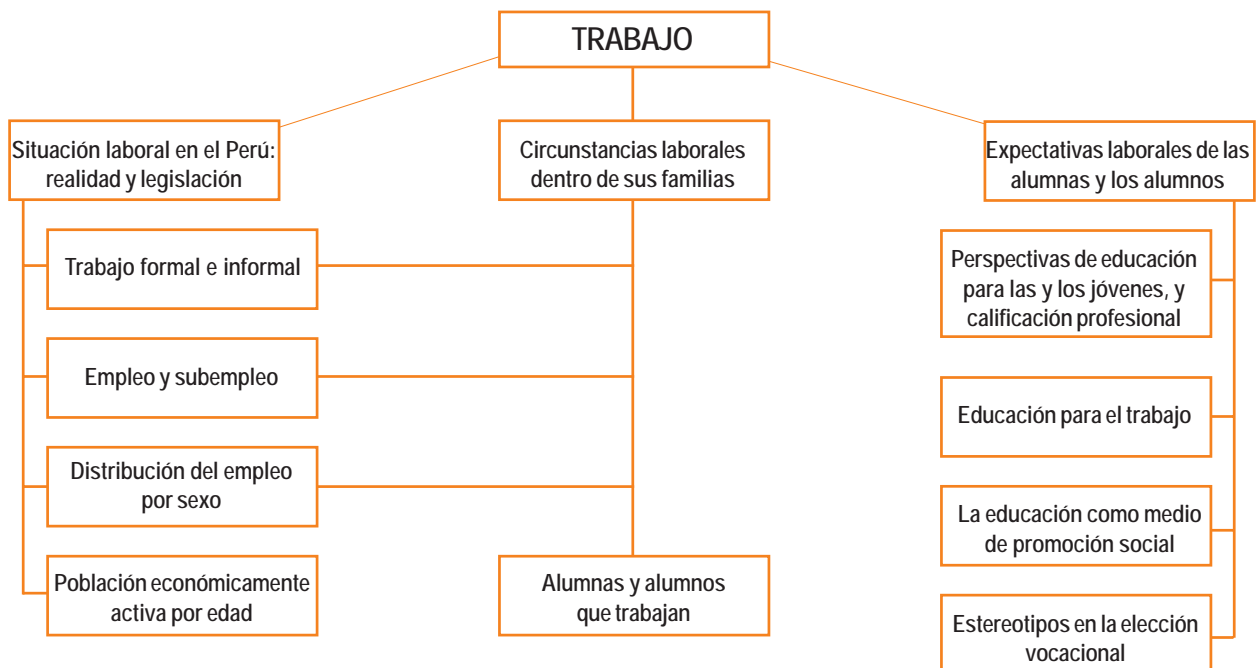 TRABAJO
Situación laboral en el Perú:
realidad y legislación
Circunstancias laborales
dentro de sus familias
Expectativas laborales de las
alumnas y los alumnos
Trabajo formal e informal
Empleo y subempleo
Distribución del empleo
por sexo
Población económicamente
activa por edad
Alumnas y alumnos
que trabajan
Perspectivas de educación
para las y los jóvenes, y
calificación profesional
Educación para el trabajo
La educación como medio
de promoción social
Estereotipos en la elección
vocacional